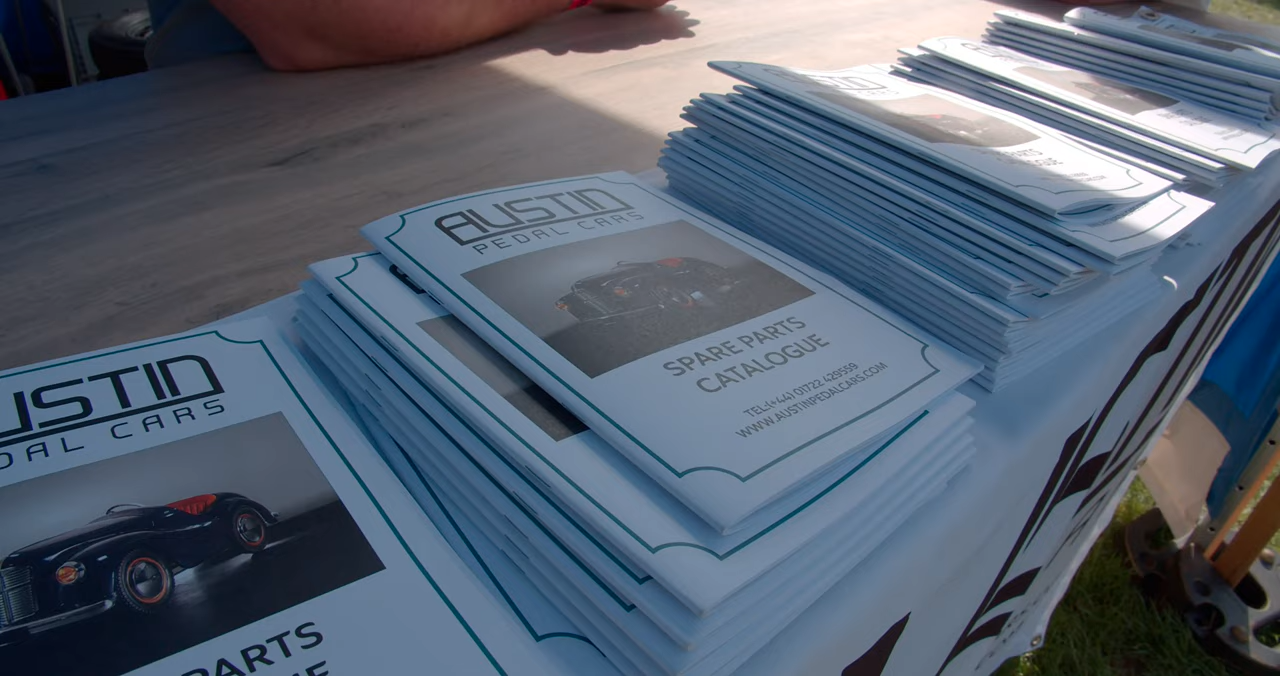 AUSTIN
PEDAL CARS
SPARE PARTS
CATALOGUE
TEL:(+44) 01722 429559
WWW.AUSTINPEDALCARS.COM
USTIN
DAL CARS
PARTS